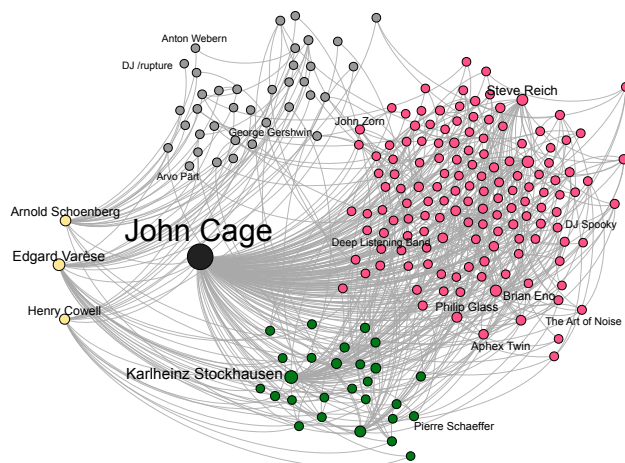 Anton Webern
DJ /rupture
Steve Reich
John Zorn
George Gershwin
Arvo Pärt
Arnold Schoenberg
John Cage
DJ Spooky
Deep Listening Band
Edgard Varèse
Brian Eno
Philip Glass
Henry Cowell
The Art of Noise
Aphex Twin
Karlheinz Stockhausen
Pierre Schaeffer